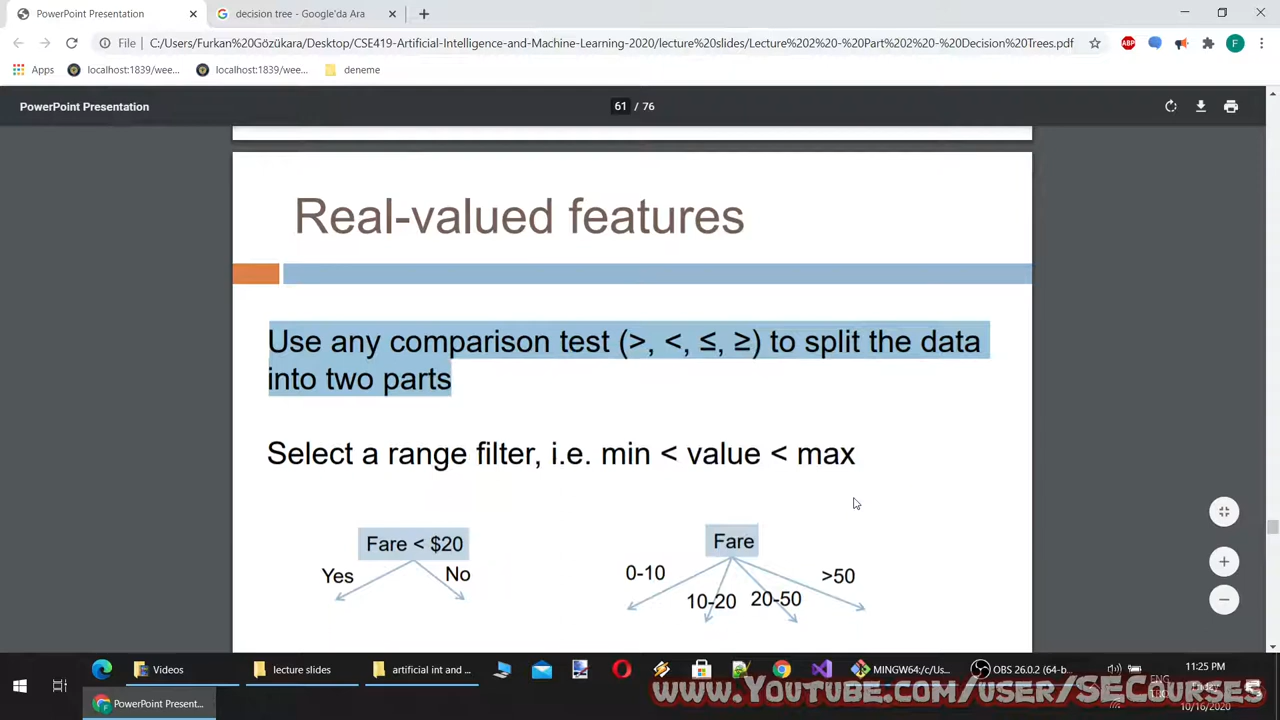 PowerPoint Presentation
decision tree - Google'da Ara
File
C:/Users/Furkan%20Gözükara/Desktop/CSE419-Artificial-Intelligence-and-Machine-Learning-2020/lecture%20slides/Lecture%202%20-%20Part%202%20-%20Decision%20Trees.pdf
ABP
F
Apps
localhost:1839/wee...
localhost:1839/wee...
deneme
PowerPoint Presentation
61 / 76
Real-valued features
Use any comparison test (>, <, ≤, ≥) to split the data
into two parts
Select a range filter, i.e. min < value < max
Fare < $20
Yes
No
Fare
0-10
10-20
20-50
>50
Videos
lecture slides
artificial int and ...
MINGW64:/c/Us...
OBS 26.0.2 (64-b...
ENG
11:25 PM
10/16/2020
PowerPoint Present...
www.Youtube.com/user/SECourses